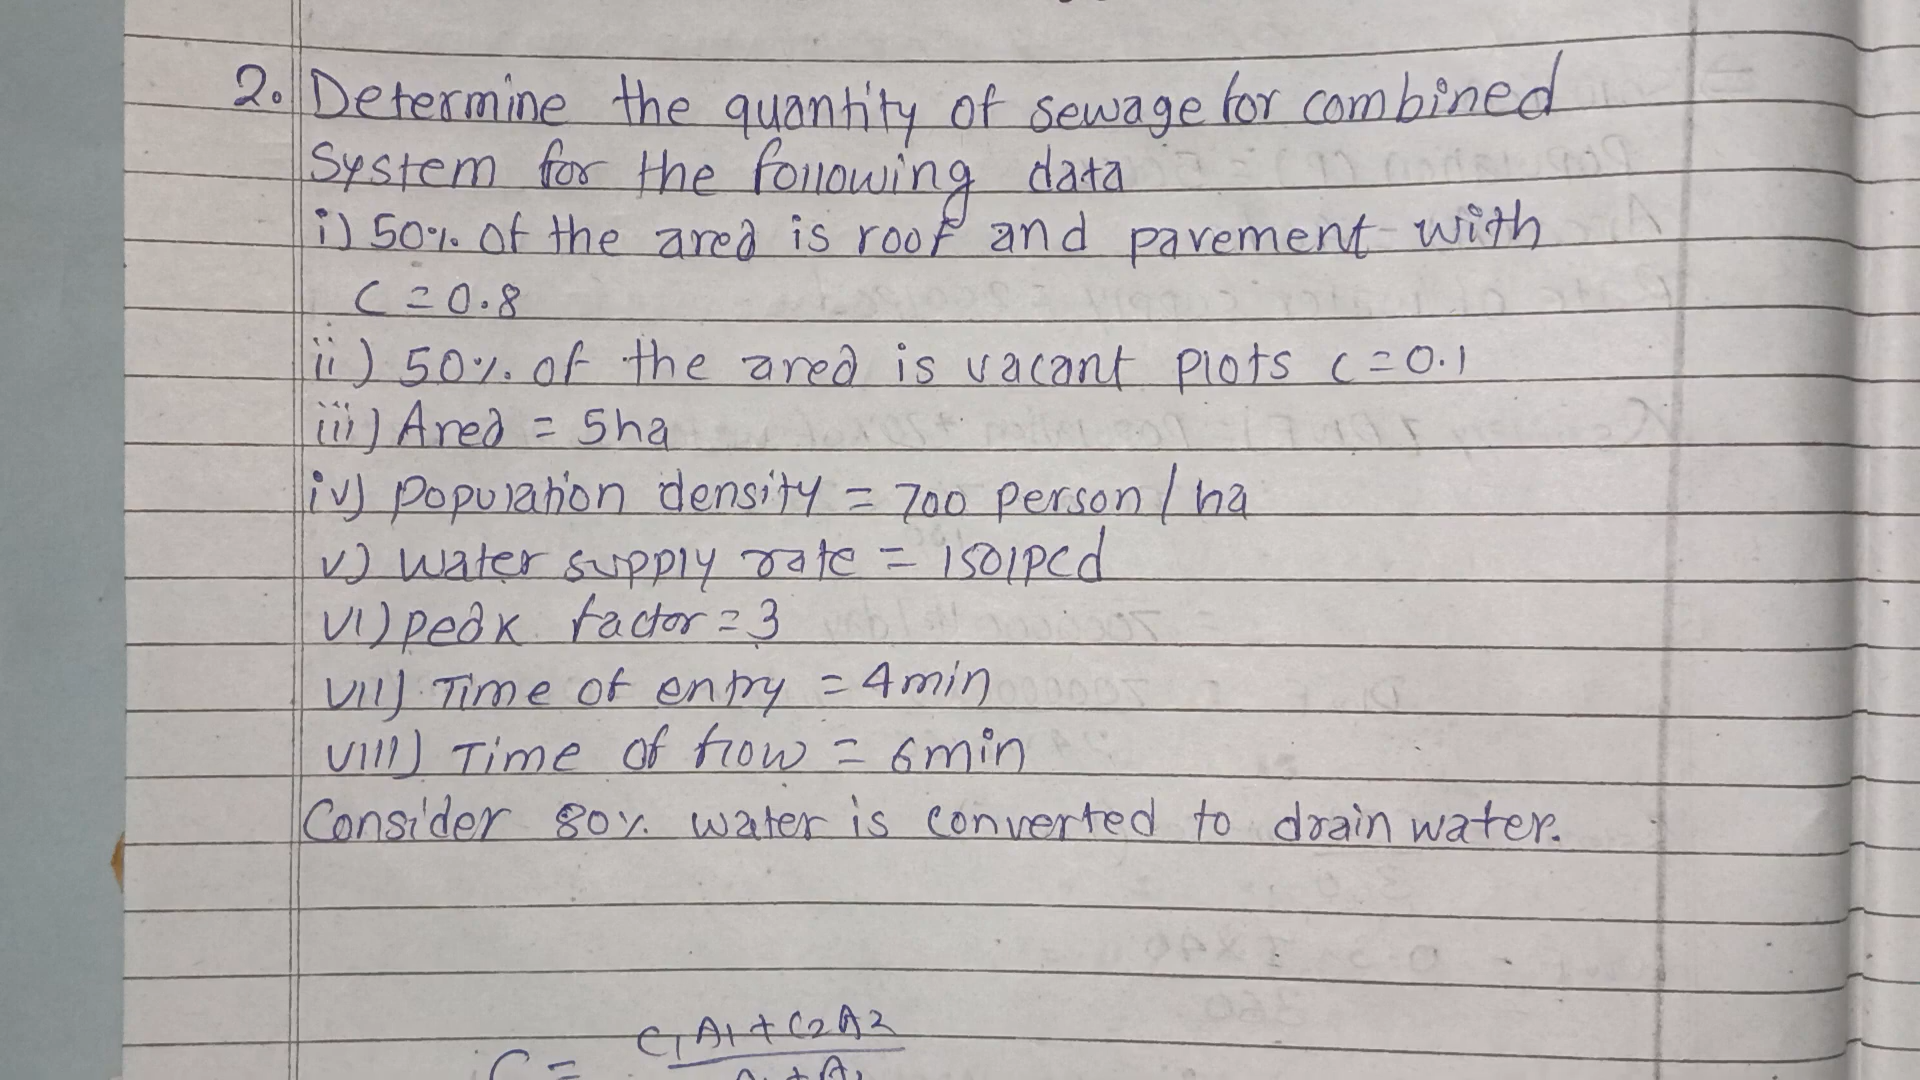 2. Determine the quantity of sewage for combined
System for the following data
i) 50% of the area is roof and pavement with
C = 0.8
ii) 50% of the area is vacant plots C = 0.1
iii) Area = 5ha
iv) population density = 700 person / ha
v) water supply rate = 150lpcd
vi) peak factor = 3
vii) Time of entry = 4min
viii) Time of flow = 6min
Consider 80% water is converted to drain water.
C = C1A1 + C2A2